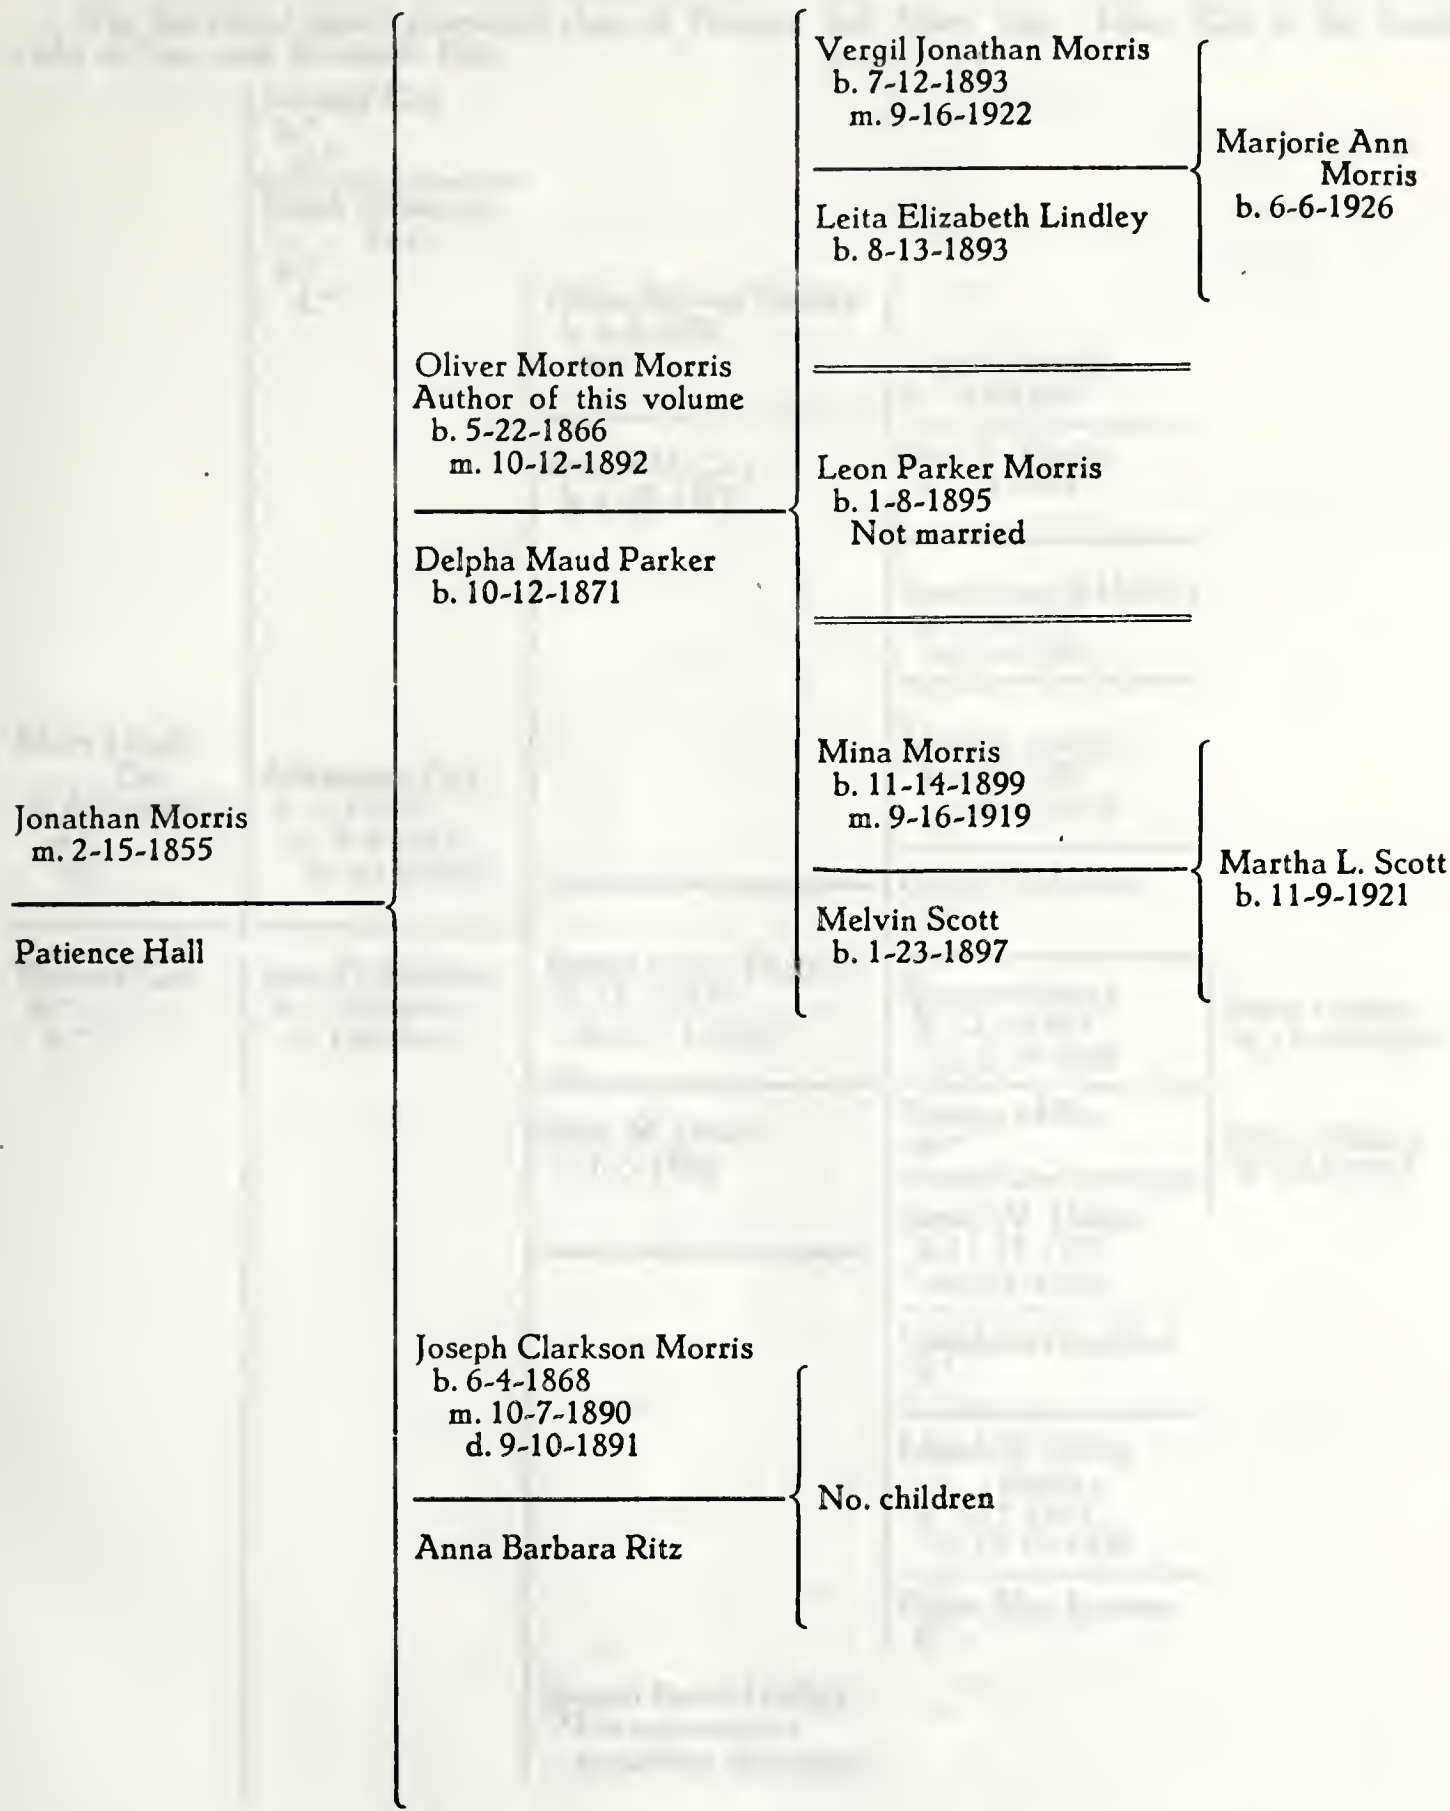 Jonathan Morris
m. 2-15-1855
Patience Hall
Oliver Morton Morris
Author of this volume
b. 5-22-1866
m. 10-12-1892
Delpha Maud Parker
b. 10-12-1871
Vergil Jonathan Morris
b. 7-12-1893
m. 9-16-1922
Leita Elizabeth Lindley
b. 8-13-1893
Marjorie Ann
Morris
b. 6-6-1926
Leon Parker Morris
b. 1-8-1895
Not married
Mina Morris
b. 11-14-1899
m. 9-16-1919
Melvin Scott
b. 1-23-1897
Martha L. Scott
b. 11-9-1921
Joseph Clarkson Morris
b. 6-4-1868
m. 10-7-1890
d. 9-10-1891
Anna Barbara Ritz
No. children